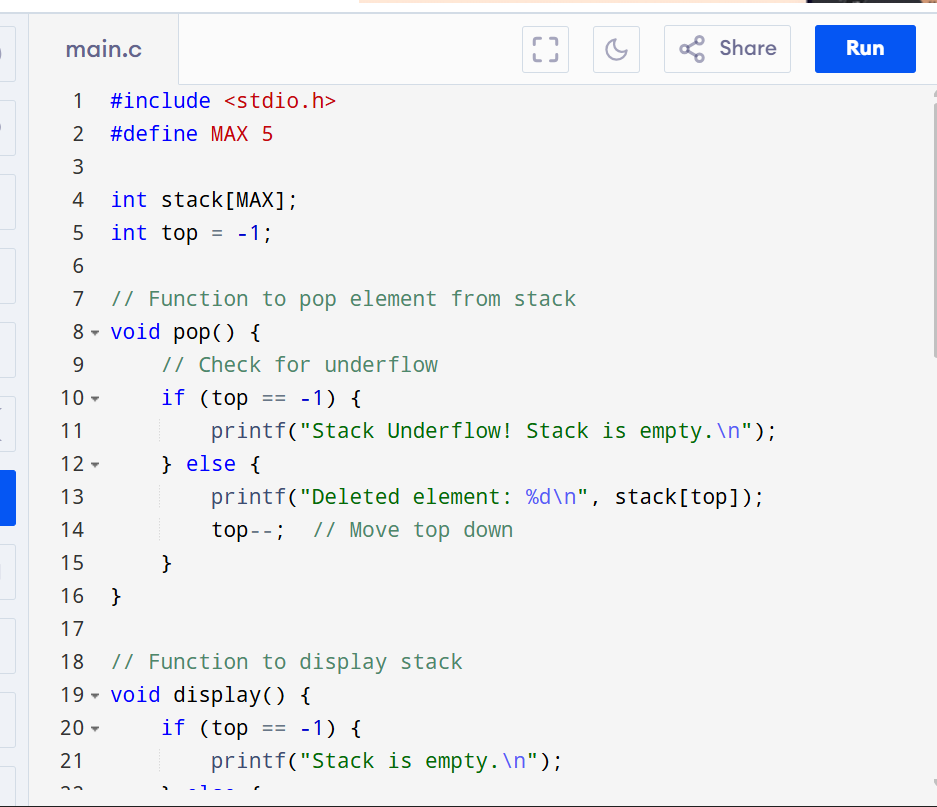 main.c
Share
Run
1 #include <stdio.h>
2 #define MAX 5
3
4 int stack[MAX];
5 int top = -1;
6
7 // Function to pop element from stack
8 void pop() {
9     // Check for underflow
10     if (top == -1) {
11         printf("Stack Underflow! Stack is empty.\n");
12     } else {
13         printf("Deleted element: %d\n", stack[top]);
14         top--;  // Move top down
15     }
16 }
17
18 // Function to display stack
19 void display() {
20     if (top == -1) {
21         printf("Stack is empty.\n");
22     } else {